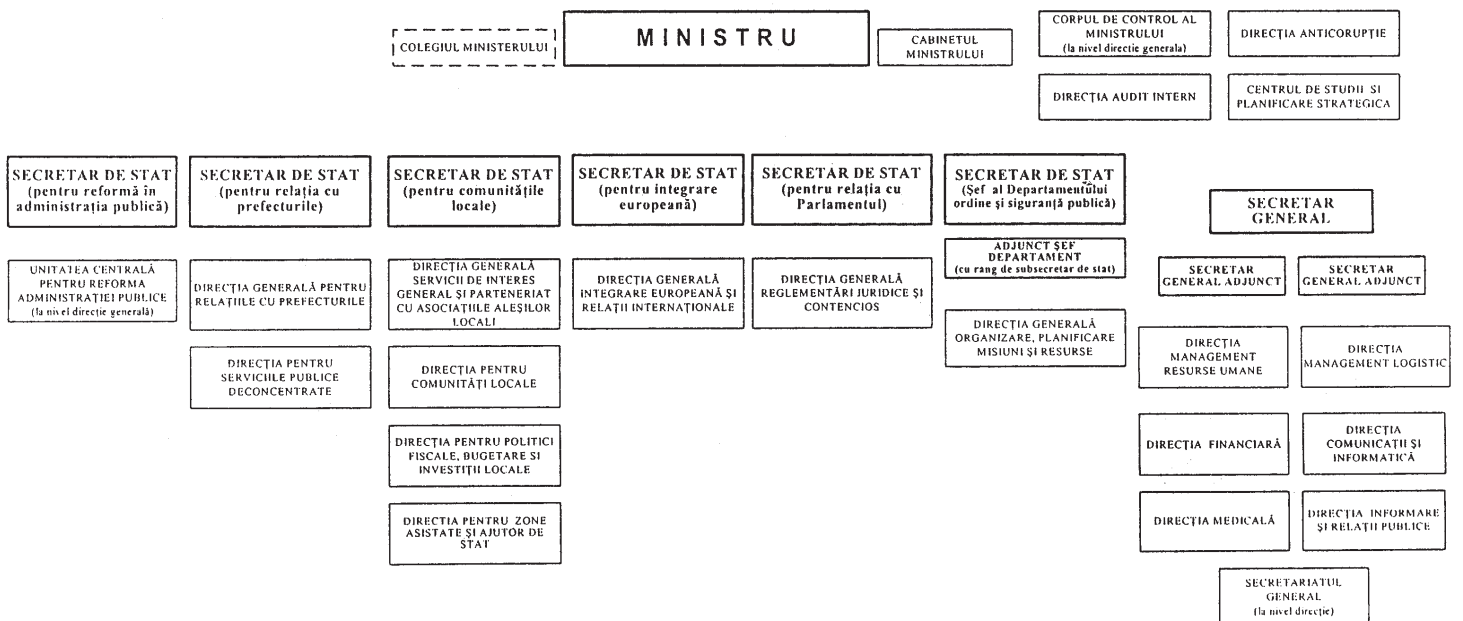 COLEGIUL MINISTERULUI
MINISTRU
CABINETUL
MINISTRULUI
CORPUL DE CONTROL AL
MINISTRULUI
(la nivel directie generala)
DIRECȚIA ANTICORUPȚIE
DIRECȚIA AUDIT INTERN
CENTRUL DE STUDII SI
PLANIFICARE STRATEGICA
SECRETAR DE STAT
(pentru reformă în
administrația publică)
SECRETAR DE STAT
(pentru relația cu
prefecturile)
SECRETAR DE STAT
(pentru comunitățile
locale)
SECRETAR DE STAT
(pentru integrare
europeană)
SECRETAR DE STAT
(pentru relația cu
Parlamentul)
SECRETAR DE STAT
(Șef al Departamentului
ordine și siguranță publică)
SECRETAR
GENERAL
UNITATEA CENTRALĂ
PENTRU REFORMA
ADMINISTRAȚIEI PUBLICE
(la nivel direcție generală)
DIRECȚIA GENERALĂ PENTRU
RELAȚIILE CU PREFECTURILE
DIRECȚIA GENERALĂ
SERVICII DE INTERES
GENERAL ȘI PARTENERIAT
CU ASOCIAȚIILE ALEȘILOR
LOCALI
DIRECȚIA GENERALĂ
INTEGRARE EUROPEANĂ ȘI
RELAȚII INTERNAȚIONALE
DIRECȚIA GENERALĂ
REGLEMENTĂRI JURIDICE ȘI
CONTENCIOS
ADJUNCT ȘEF
DEPARTAMENT
(cu rang de subsecretar de stat)
SECRETAR
GENERAL ADJUNCT
SECRETAR
GENERAL ADJUNCT
DIRECȚIA GENERALĂ
ORGANIZARE, PLANIFICARE
MISIUNI ȘI RESURSE
DIRECȚIA
MANAGEMENT
RESURSE UMANE
DIRECȚIA
MANAGEMENT LOGISTIC
DIRECȚIA PENTRU
SERVICIILE PUBLICE
DECONCENTRATE
DIRECȚIA PENTRU
COMUNITĂȚI LOCALE
DIRECȚIA PENTRU POLITICI
FISCALE, BUGETARE SI
INVESTIȚII LOCALE
DIRECȚIA FINANCIARĂ
DIRECȚIA
COMUNICAȚII ȘI
INFORMATICĂ
DIRECTIA PENTRU ZONE
ASISTATE ȘI AJUTOR DE
STAT
DIRECȚIA MEDICALĂ
DIRECȚIA INFORMARE
ȘI RELAȚII PUBLICE
SECRETARIATUL
GENERAL
(la nivel direcție)